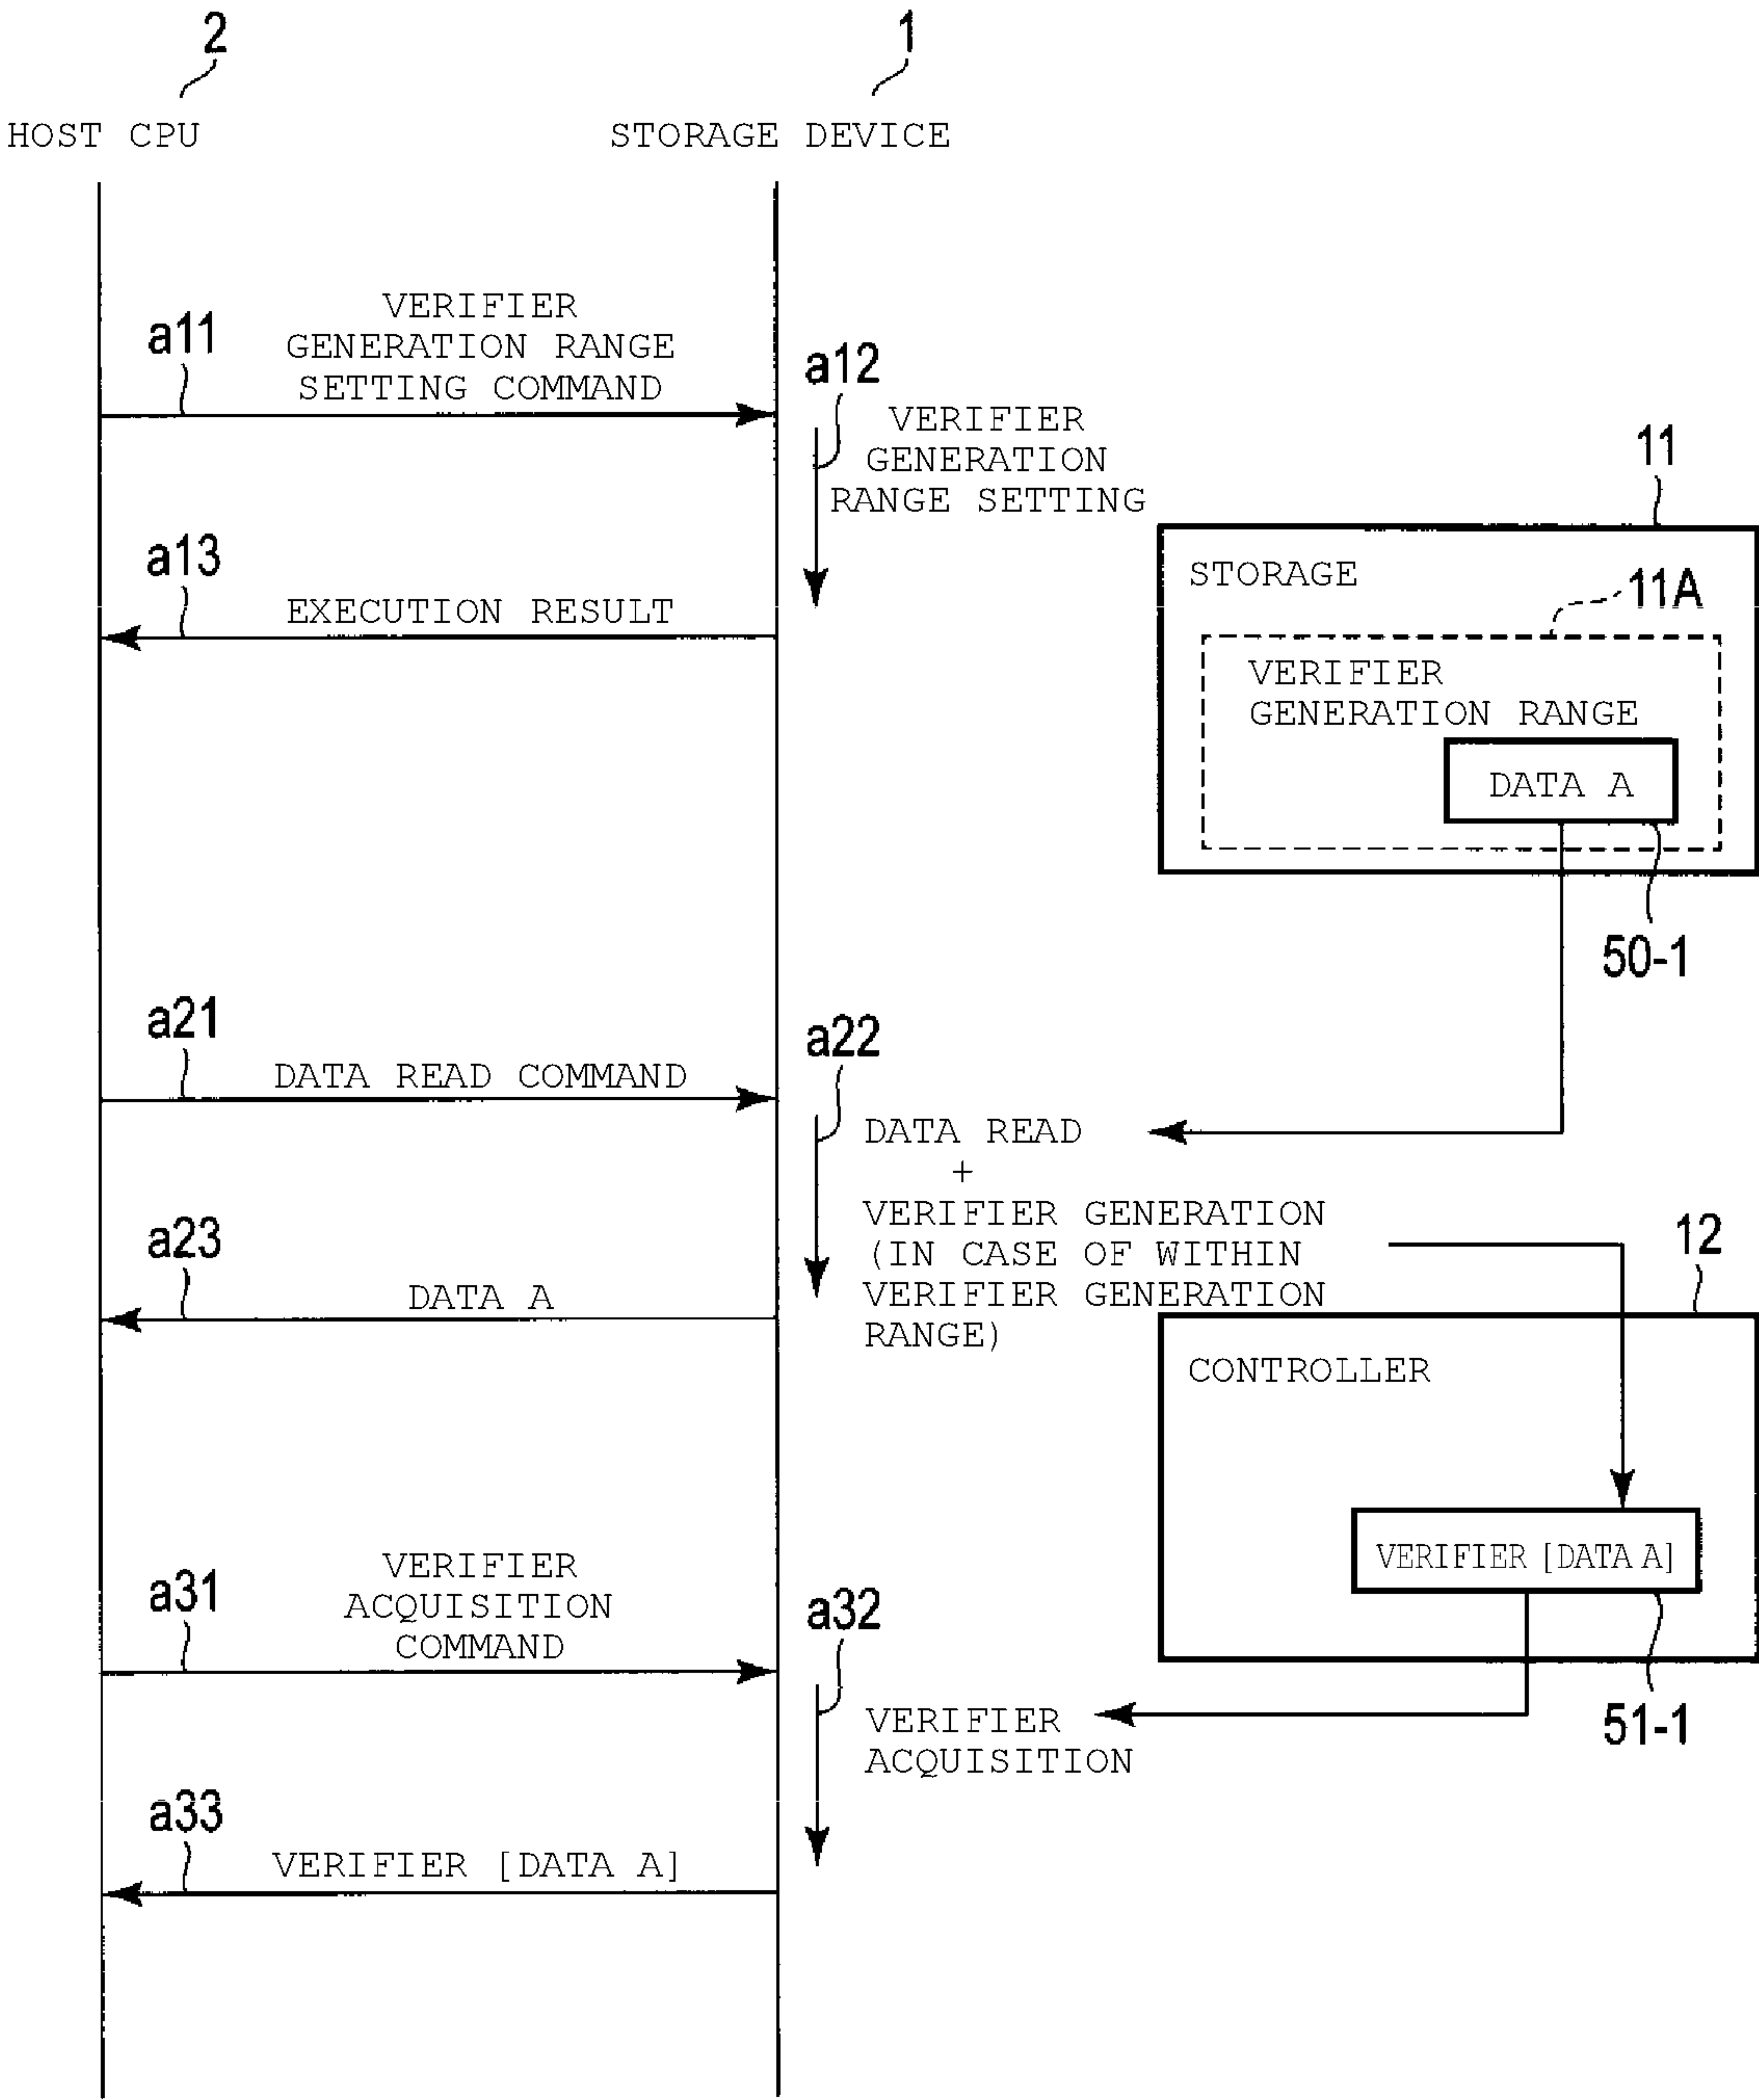 2
1
HOST CPU
STORAGE DEVICE
a11
VERIFIER
GENERATION RANGE
SETTING COMMAND
a12
VERIFIER
GENERATION
RANGE SETTING
a13
EXECUTION RESULT
11
STORAGE
11A
VERIFIER
GENERATION RANGE
DATA A
50-1
a21
DATA READ COMMAND
a22
DATA READ
+
VERIFIER GENERATION
(IN CASE OF WITHIN
VERIFIER GENERATION
RANGE)
a23
DATA A
12
CONTROLLER
VERIFIER [DATA A]
51-1
a31
VERIFIER
ACQUISITION
COMMAND
a32
VERIFIER
ACQUISITION
a33
VERIFIER [DATA A]